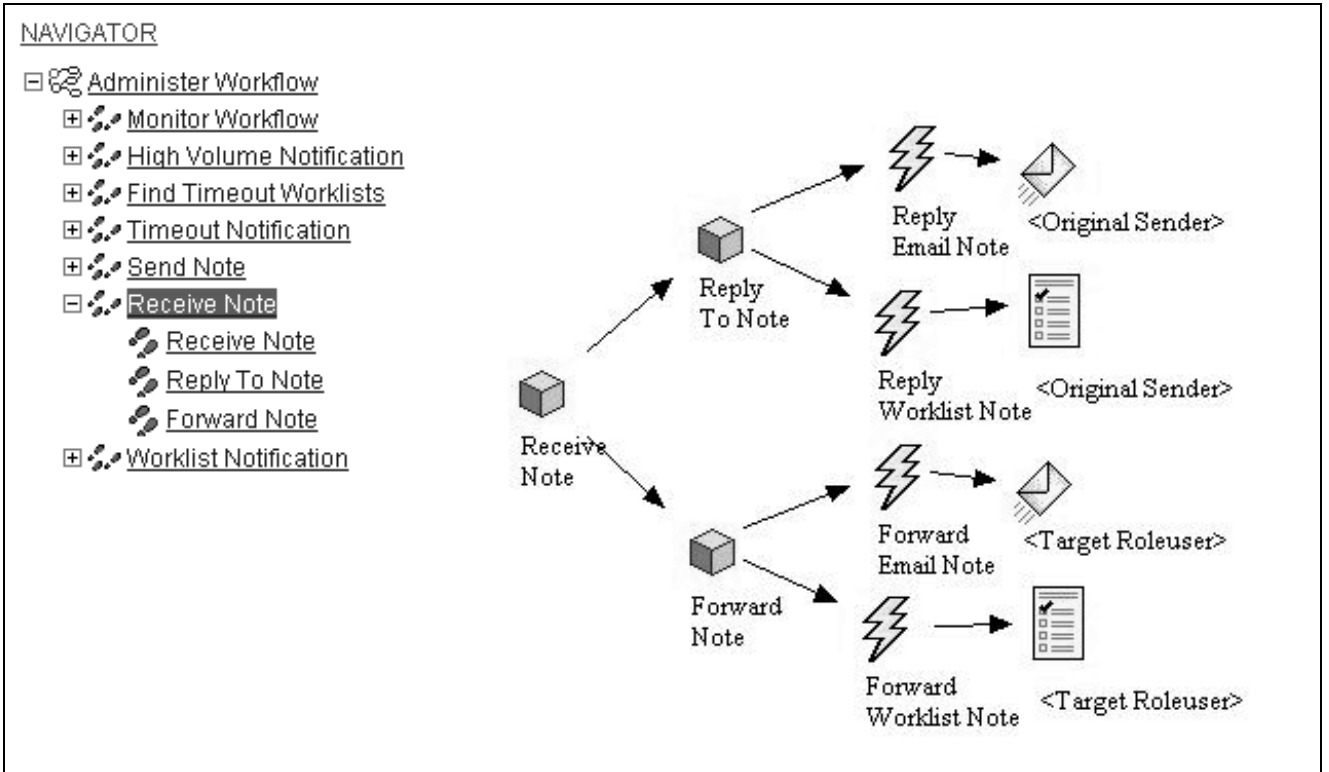 NAVIGATOR
Administer Workflow
Monitor Workflow
High Volume Notification
Find Timeout Worklists
Timeout Notification
Send Note
Receive Note
Receive Note
Reply To Note
Forward Note
Worklist Notification
Receive
Note
Reply
To Note
Reply
Email Note
<Original Sender>
Reply
Worklist Note
<Original Sender>
Forward
Note
Forward
Email Note
<Target Roleuser>
Forward
Worklist Note
<Target Roleuser>